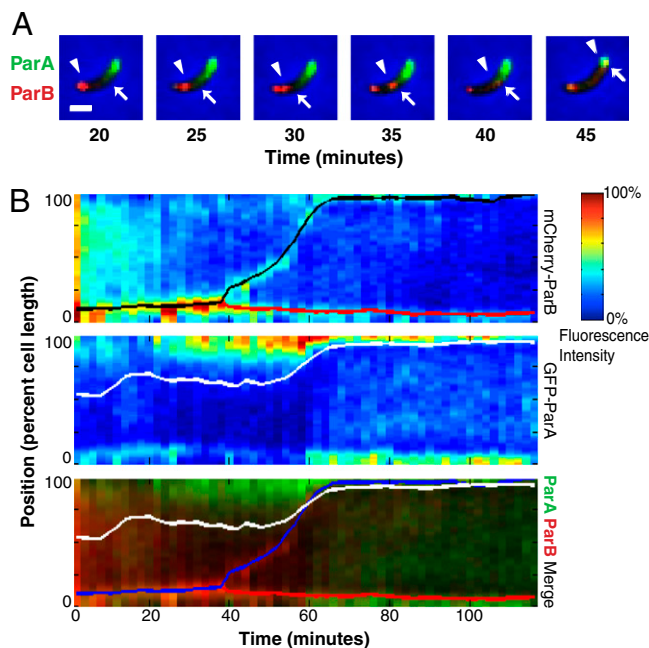 A
ParA
ParB
20
25
30
35
40
45
Time (minutes)
B
Position (percent cell length)
100
0
mCherry-ParB
100%
0%
Fluorescence
Intensity
100
0
GFP-ParA
100
0
ParA ParB Merge
0
20
40
60
80
100
Time (minutes)